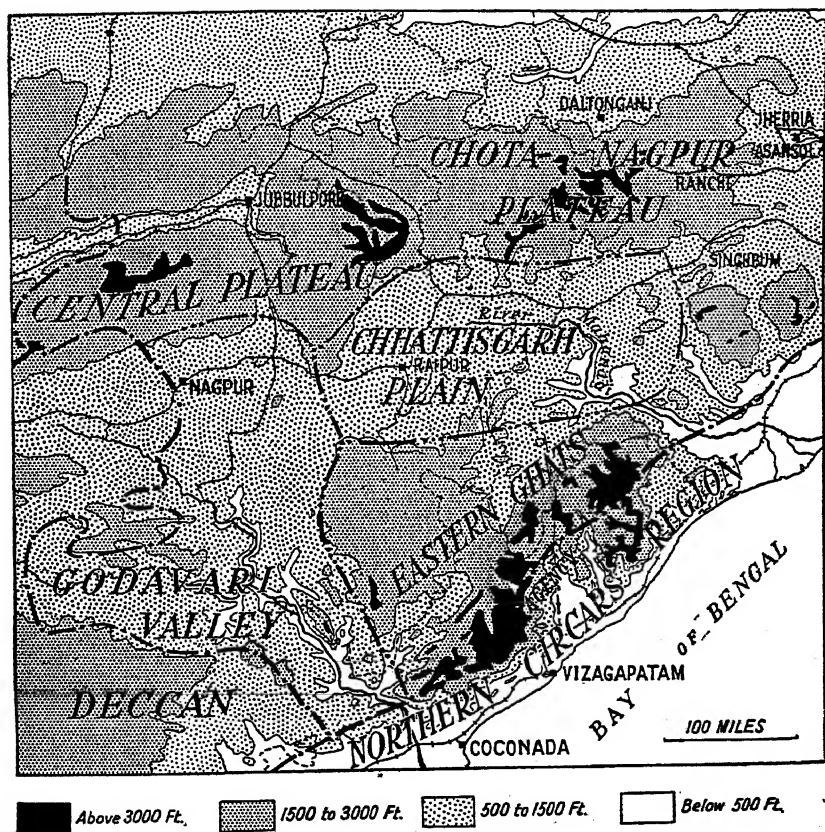 DALTONGANJ
JHERRIA
ASANSOL
CHOTA NAGPUR
RANCHI
PLATEAU
JUBBULPORE
SINGHBUM
CENTRAL PLATEAU
River
CHHATTISGARH
RAIPUR
PLAIN
NAGPUR
EASTERN GHATS
AGENCY
GODAVARI
VALLEY
DECCAN
NORTHERN CIRCARS REGION
BAY OF BENGAL
VIZAGAPATAM
COCONADA
100 MILES
Above 3000 Ft.
1500 to 3000 Ft.
500 to 1500 Ft.
Below 500 Ft.